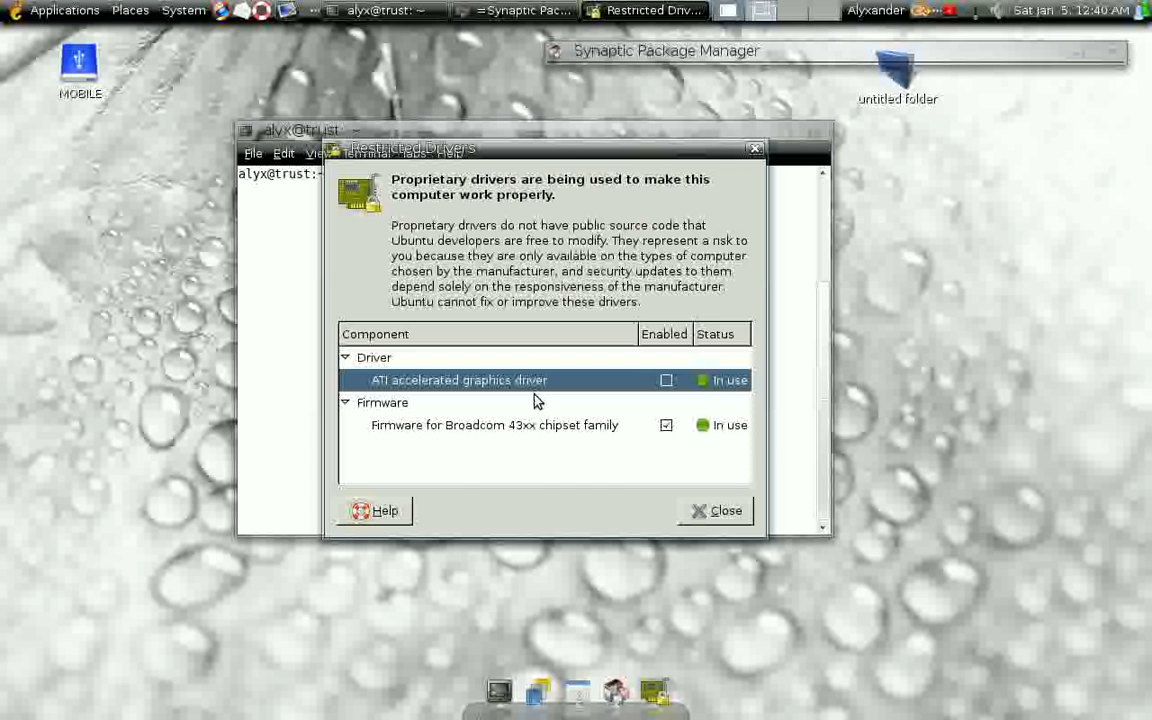 Applications Places System
alyx@trust: ~
=Synaptic Pac...
Restricted Driv...
Alyxander
Sat Jan 5, 12:40 AM
MOBILE
Synaptic Package Manager
untitled folder
alyx@trust: ~
File Edit View Terminal Tabs Help
alyx@trust:~
Restricted Drivers
Proprietary drivers are being used to make this
computer work properly.
Proprietary drivers do not have public source code that
Ubuntu developers are free to modify. They represent a risk to
you because they are only available on the types of computer
chosen by the manufacturer, and security updates to them
depend solely on the responsiveness of the manufacturer.
Ubuntu cannot fix or improve these drivers.
Component Enabled Status
Driver
ATI accelerated graphics driver In use
Firmware
Firmware for Broadcom 43xx chipset family In use
Help
Close